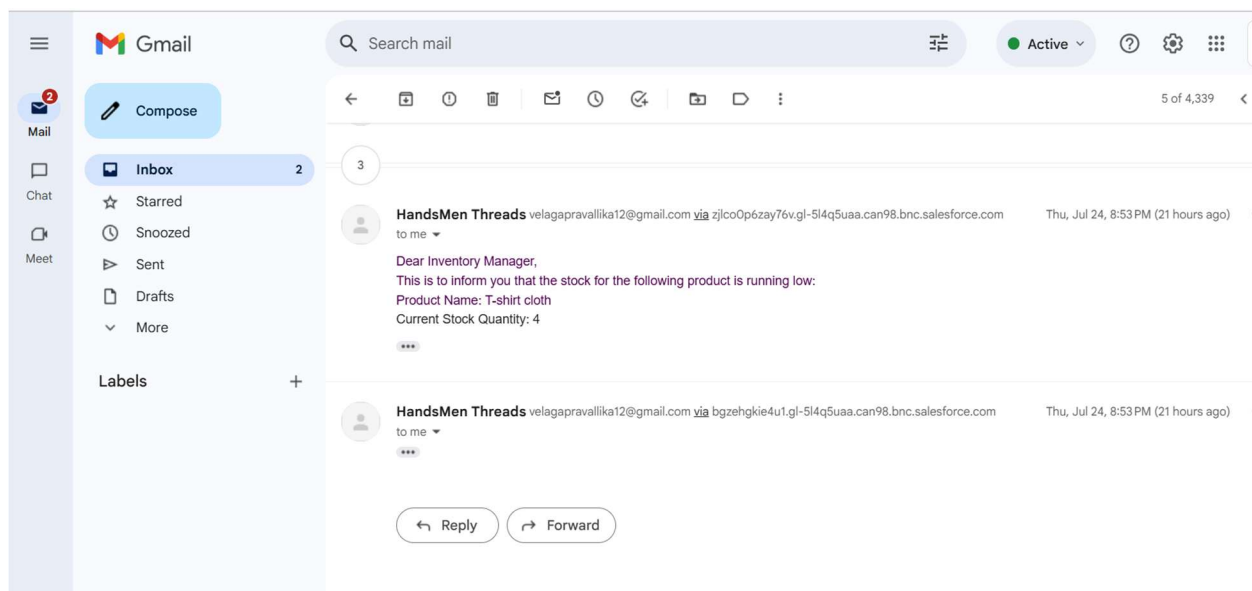 Gmail
Search mail
Active
2
Mail
Compose
5 of 4,339
Inbox 2
3
Chat
Starred
Snoozed
Meet
Sent
Drafts
More
Labels
HandsMen Threads velagapravallika12@gmail.com via zjlco0p6zay76v.gl-5l4q5uaa.can98.bnc.salesforce.com Thu, Jul 24, 8:53 PM (21 hours ago)
to me
Dear Inventory Manager,
This is to inform you that the stock for the following product is running low:
Product Name: T-shirt cloth
Current Stock Quantity: 4
HandsMen Threads velagapravallika12@gmail.com via bgzehgkie4u1.gl-5l4q5uaa.can98.bnc.salesforce.com Thu, Jul 24, 8:53 PM (21 hours ago)
to me
Reply
Forward